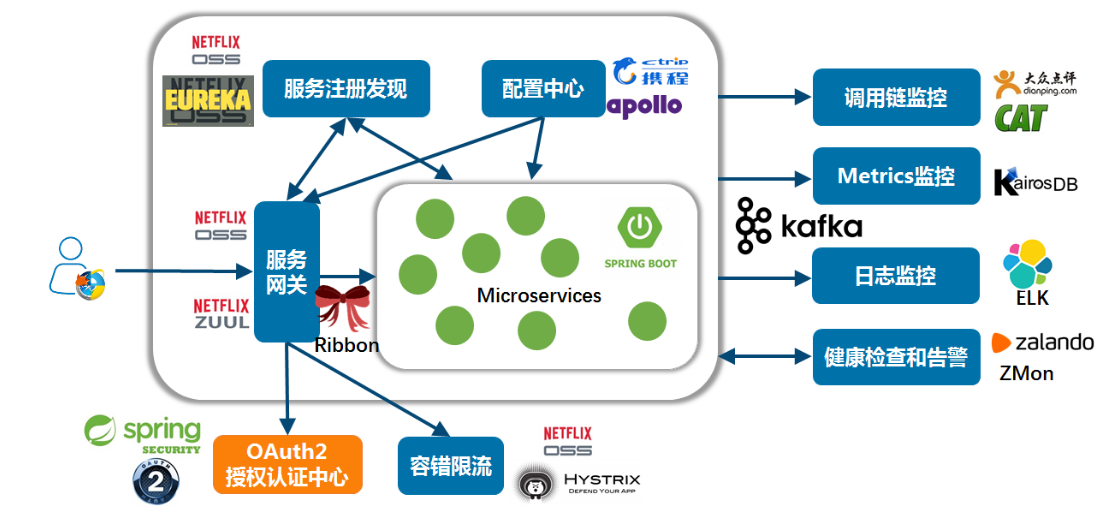 NETFLIX
OSS
NETFLIX
EUREKA
OSS
服务注册发现
配置中心
ctrip
携程
apollo
调用链监控
大众点评
dianping.com
CAT
Metrics监控
KairosDB
kafka
NETFLIX
OSS
服务
网关
SPRING BOOT
Microservices
日志监控
ELK
NETFLIX
ZUUL
Ribbon
健康检查和告警
zalando
ZMon
spring
SECURITY
OAUTH
2
OAuth2
授权认证中心
容错限流
NETFLIX
OSS
HYSTRIX
DEFEND YOUR APP